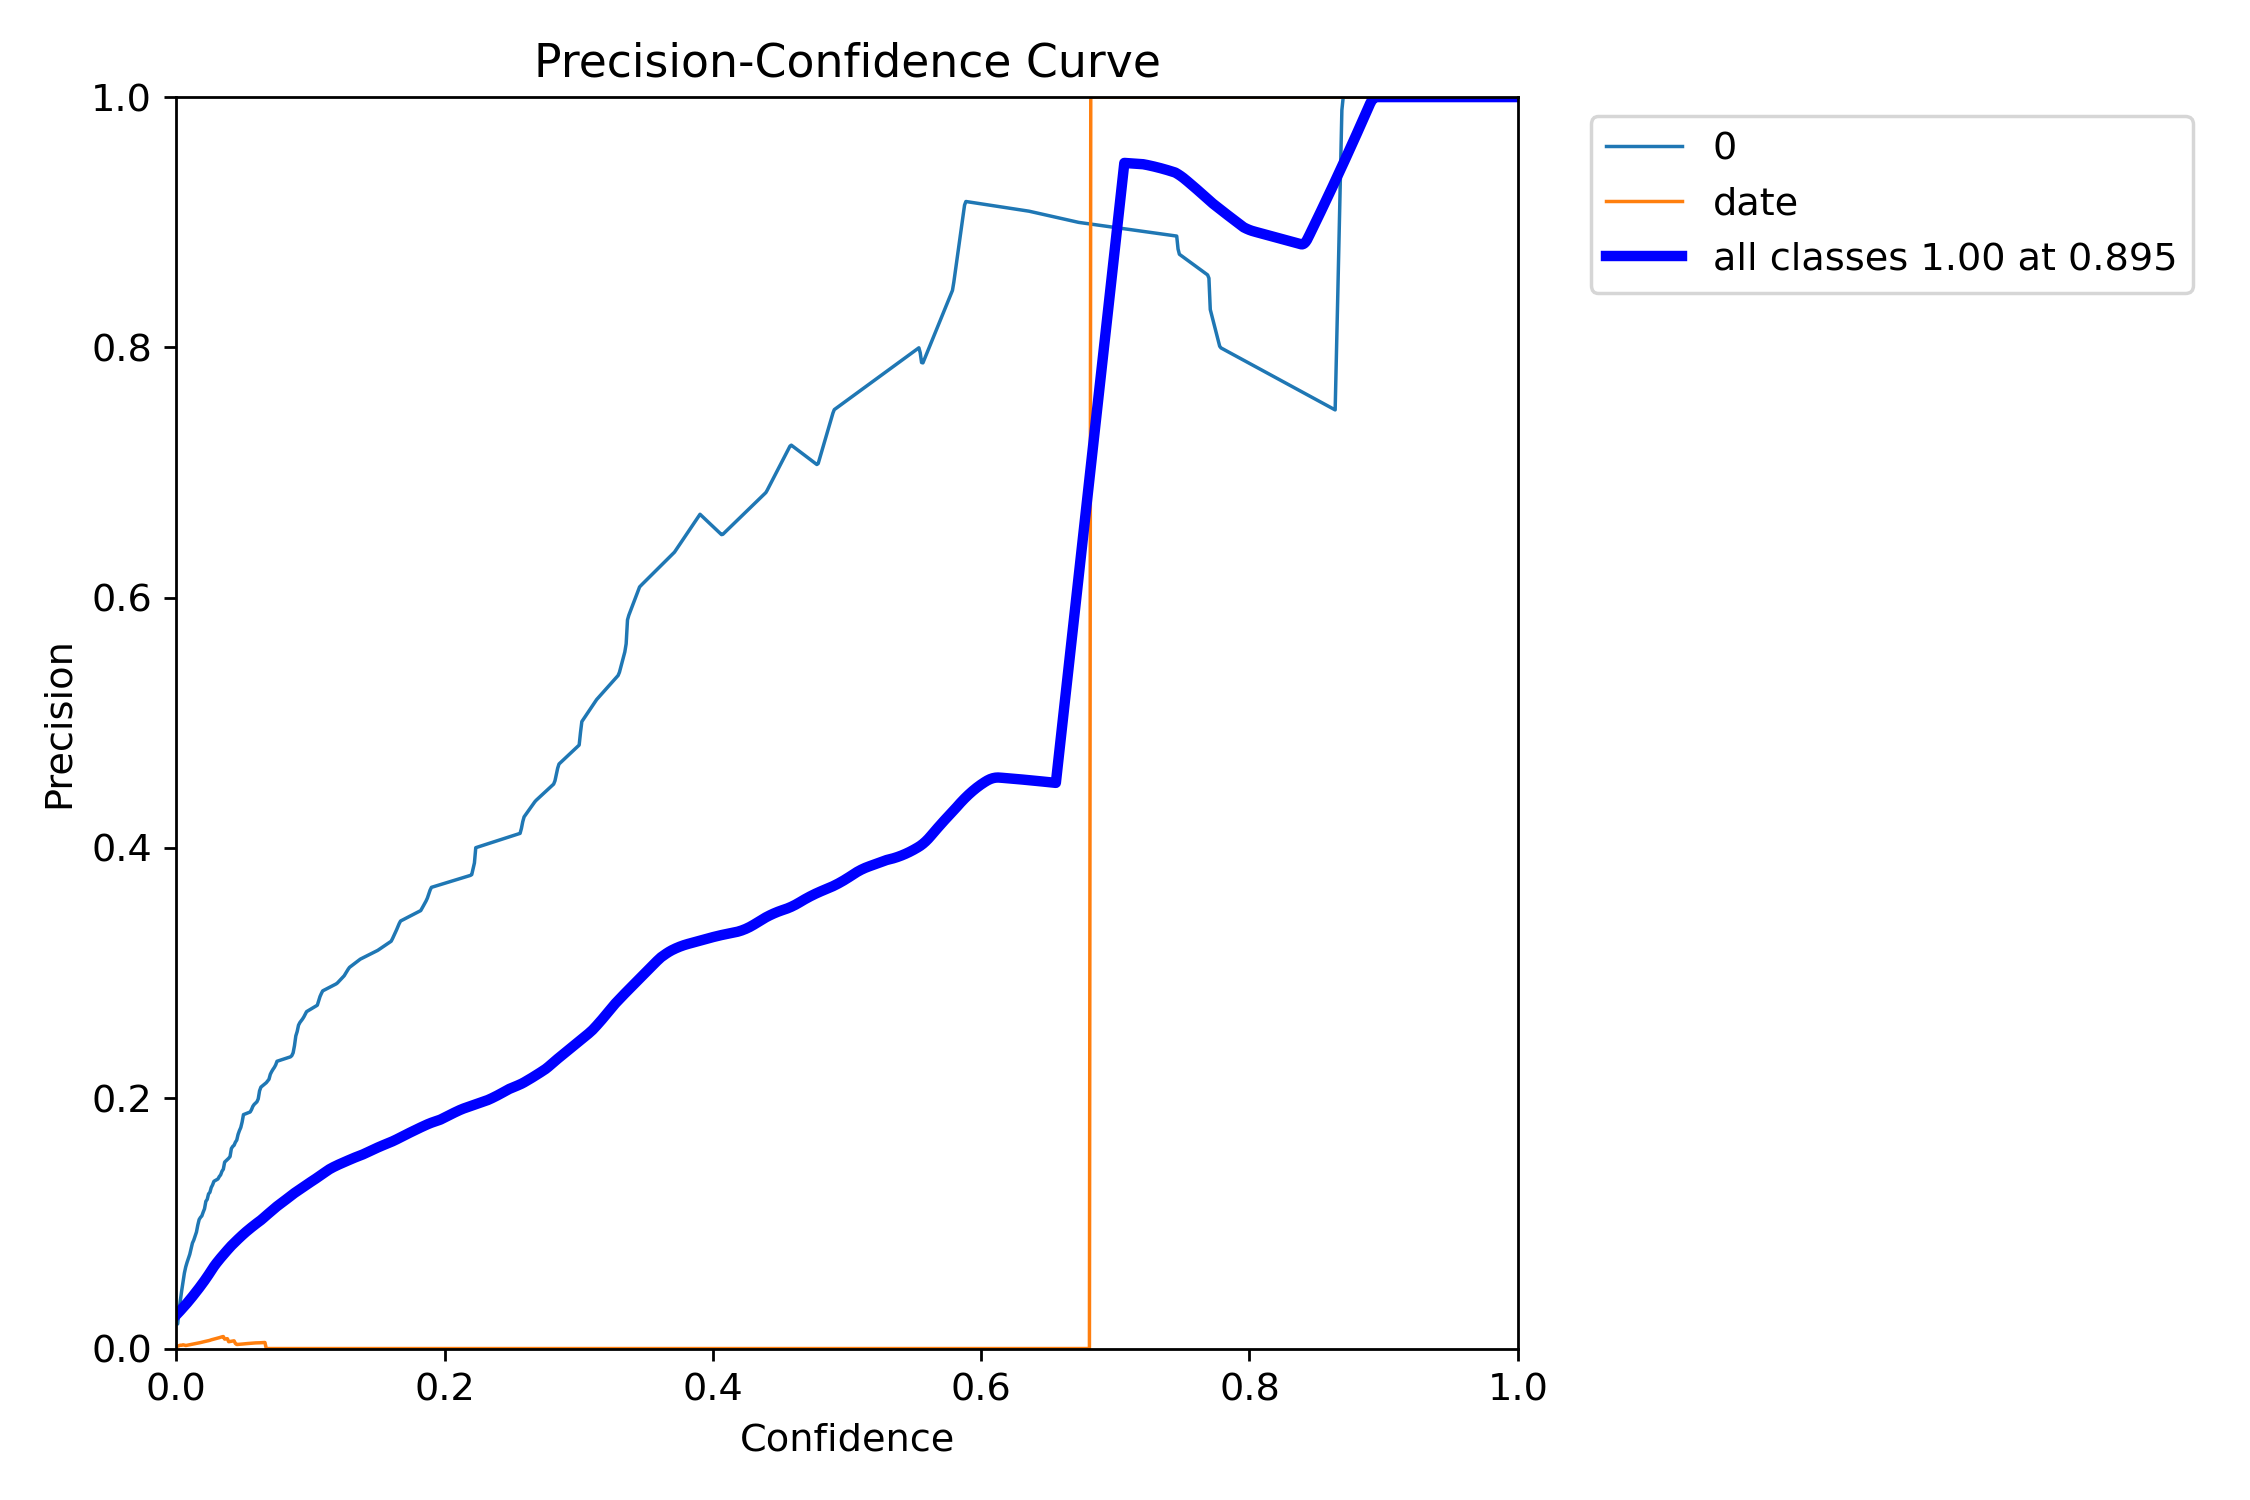 Precision-Confidence Curve
1.0
0.8
0.6
0.4
0.2
0.0
Precision
0.0 0.2 0.4 0.6 0.8 1.0
Confidence
0
date
all classes 1.00 at 0.895